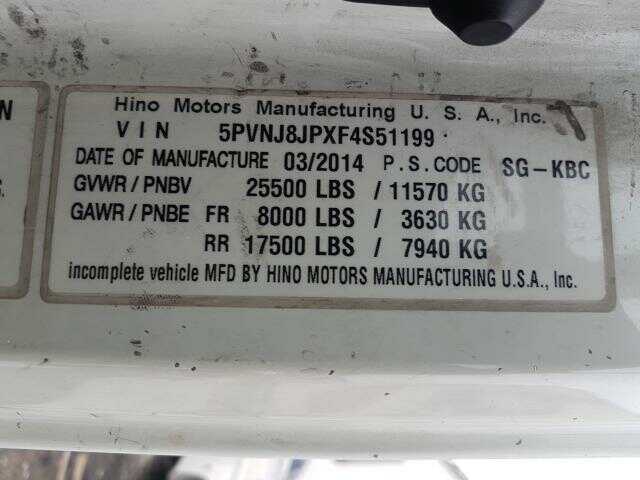 Hino Motors Manufacturing U. S. A., Inc.
VIN 5PVNJ8JPXF4S51199
DATE OF MANUFACTURE 03/2014 P.S.CODE SG-KBC
GVWR / PNBV 25500 LBS / 11570 KG
GAWR / PNBE FR 8000 LBS / 3630 KG
RR 17500 LBS / 7940 KG
incomplete vehicle MFD BY HINO MOTORS MANUFACTURING U.S.A., Inc.